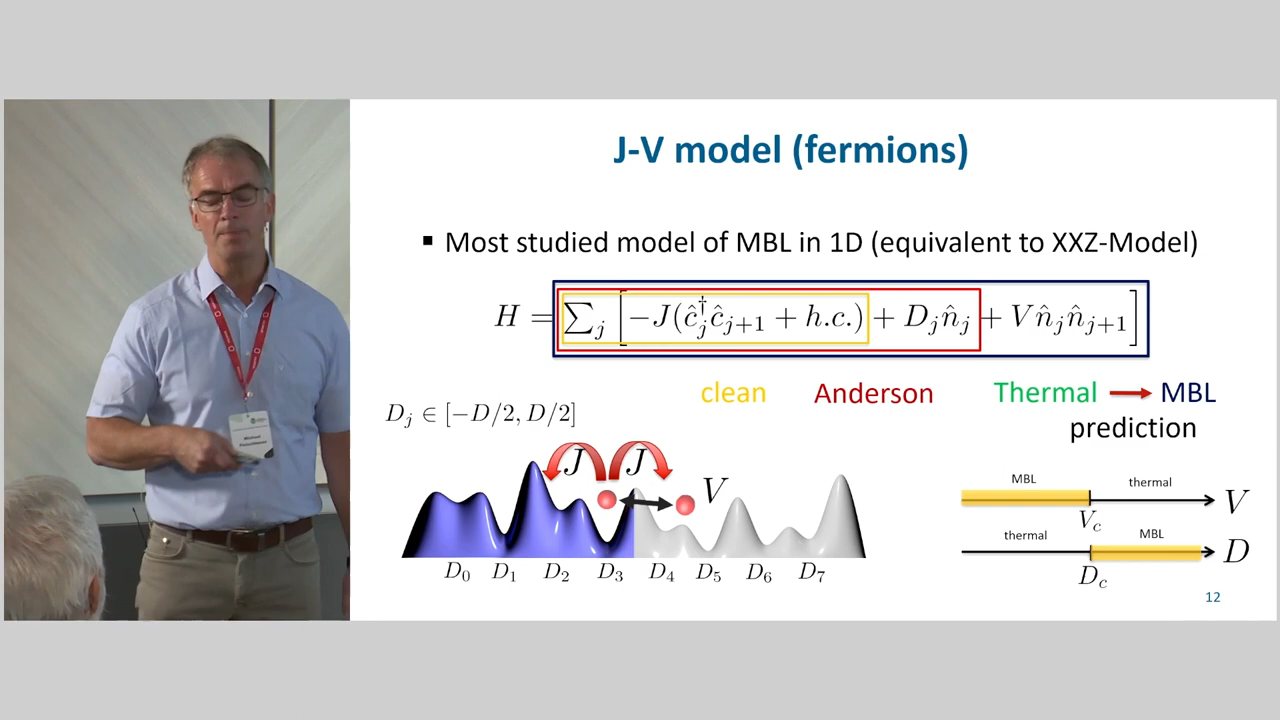 J-V model (fermions)
▪ Most studied model of MBL in 1D (equivalent to XXZ-Model)
H = ∑_j [−J(ĉ†_j ĉ_{j+1} + h.c.) + D_j n̂_j + V n̂_j n̂_{j+1}]
clean Anderson Thermal → MBL
prediction
D_j ∈ [−D/2, D/2]
J J V
D_0 D_1 D_2 D_3 D_4 D_5 D_6 D_7
MBL thermal
V_c V
thermal MBL
D_c D
12
Michael
Fleischhauer